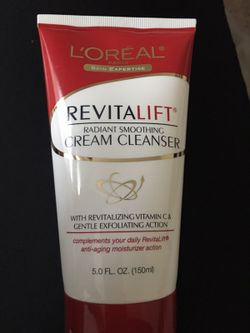 L'ORÉAL
SKIN EXPERTISE
REVITALIFT®
RADIANT SMOOTHING
CREAM CLEANSER
WITH REVITALIZING VITAMIN C &
GENTLE EXFOLIATING ACTION
complements your daily RevitaLift®
anti-aging moisturizer action
5.0 FL. OZ. (150ml)